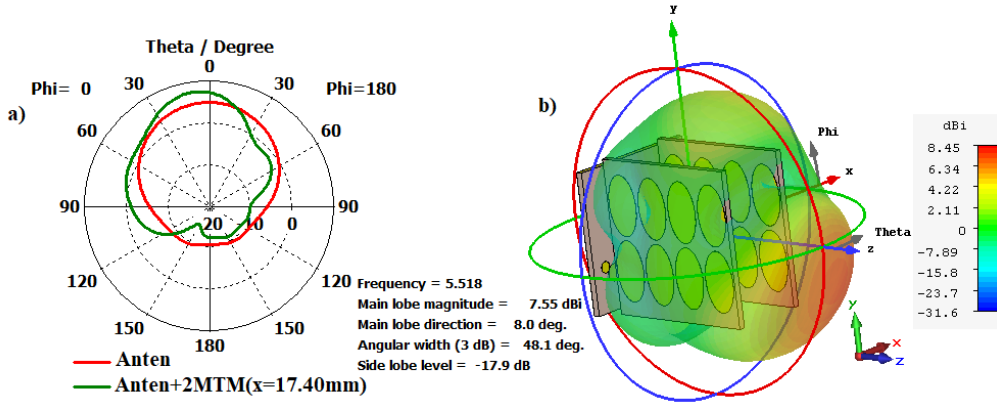 Theta / Degree
0
Phi= 0 30 30 Phi=180
a)
60 60
90 20 10 0 90
120 120
150 150
180
Anten
Anten+2MTM(x=17.40mm)
Frequency = 5.518
Main lobe magnitude = 7.55 dBi
Main lobe direction = 8.0 deg.
Angular width (3 dB) = 48.1 deg.
Side lobe level = -17.9 dB
b)
y
Phi
x
Theta
z
y
x
z
dBi
8.45
6.34
4.22
2.11
0
-7.89
-15.8
-23.7
-31.6